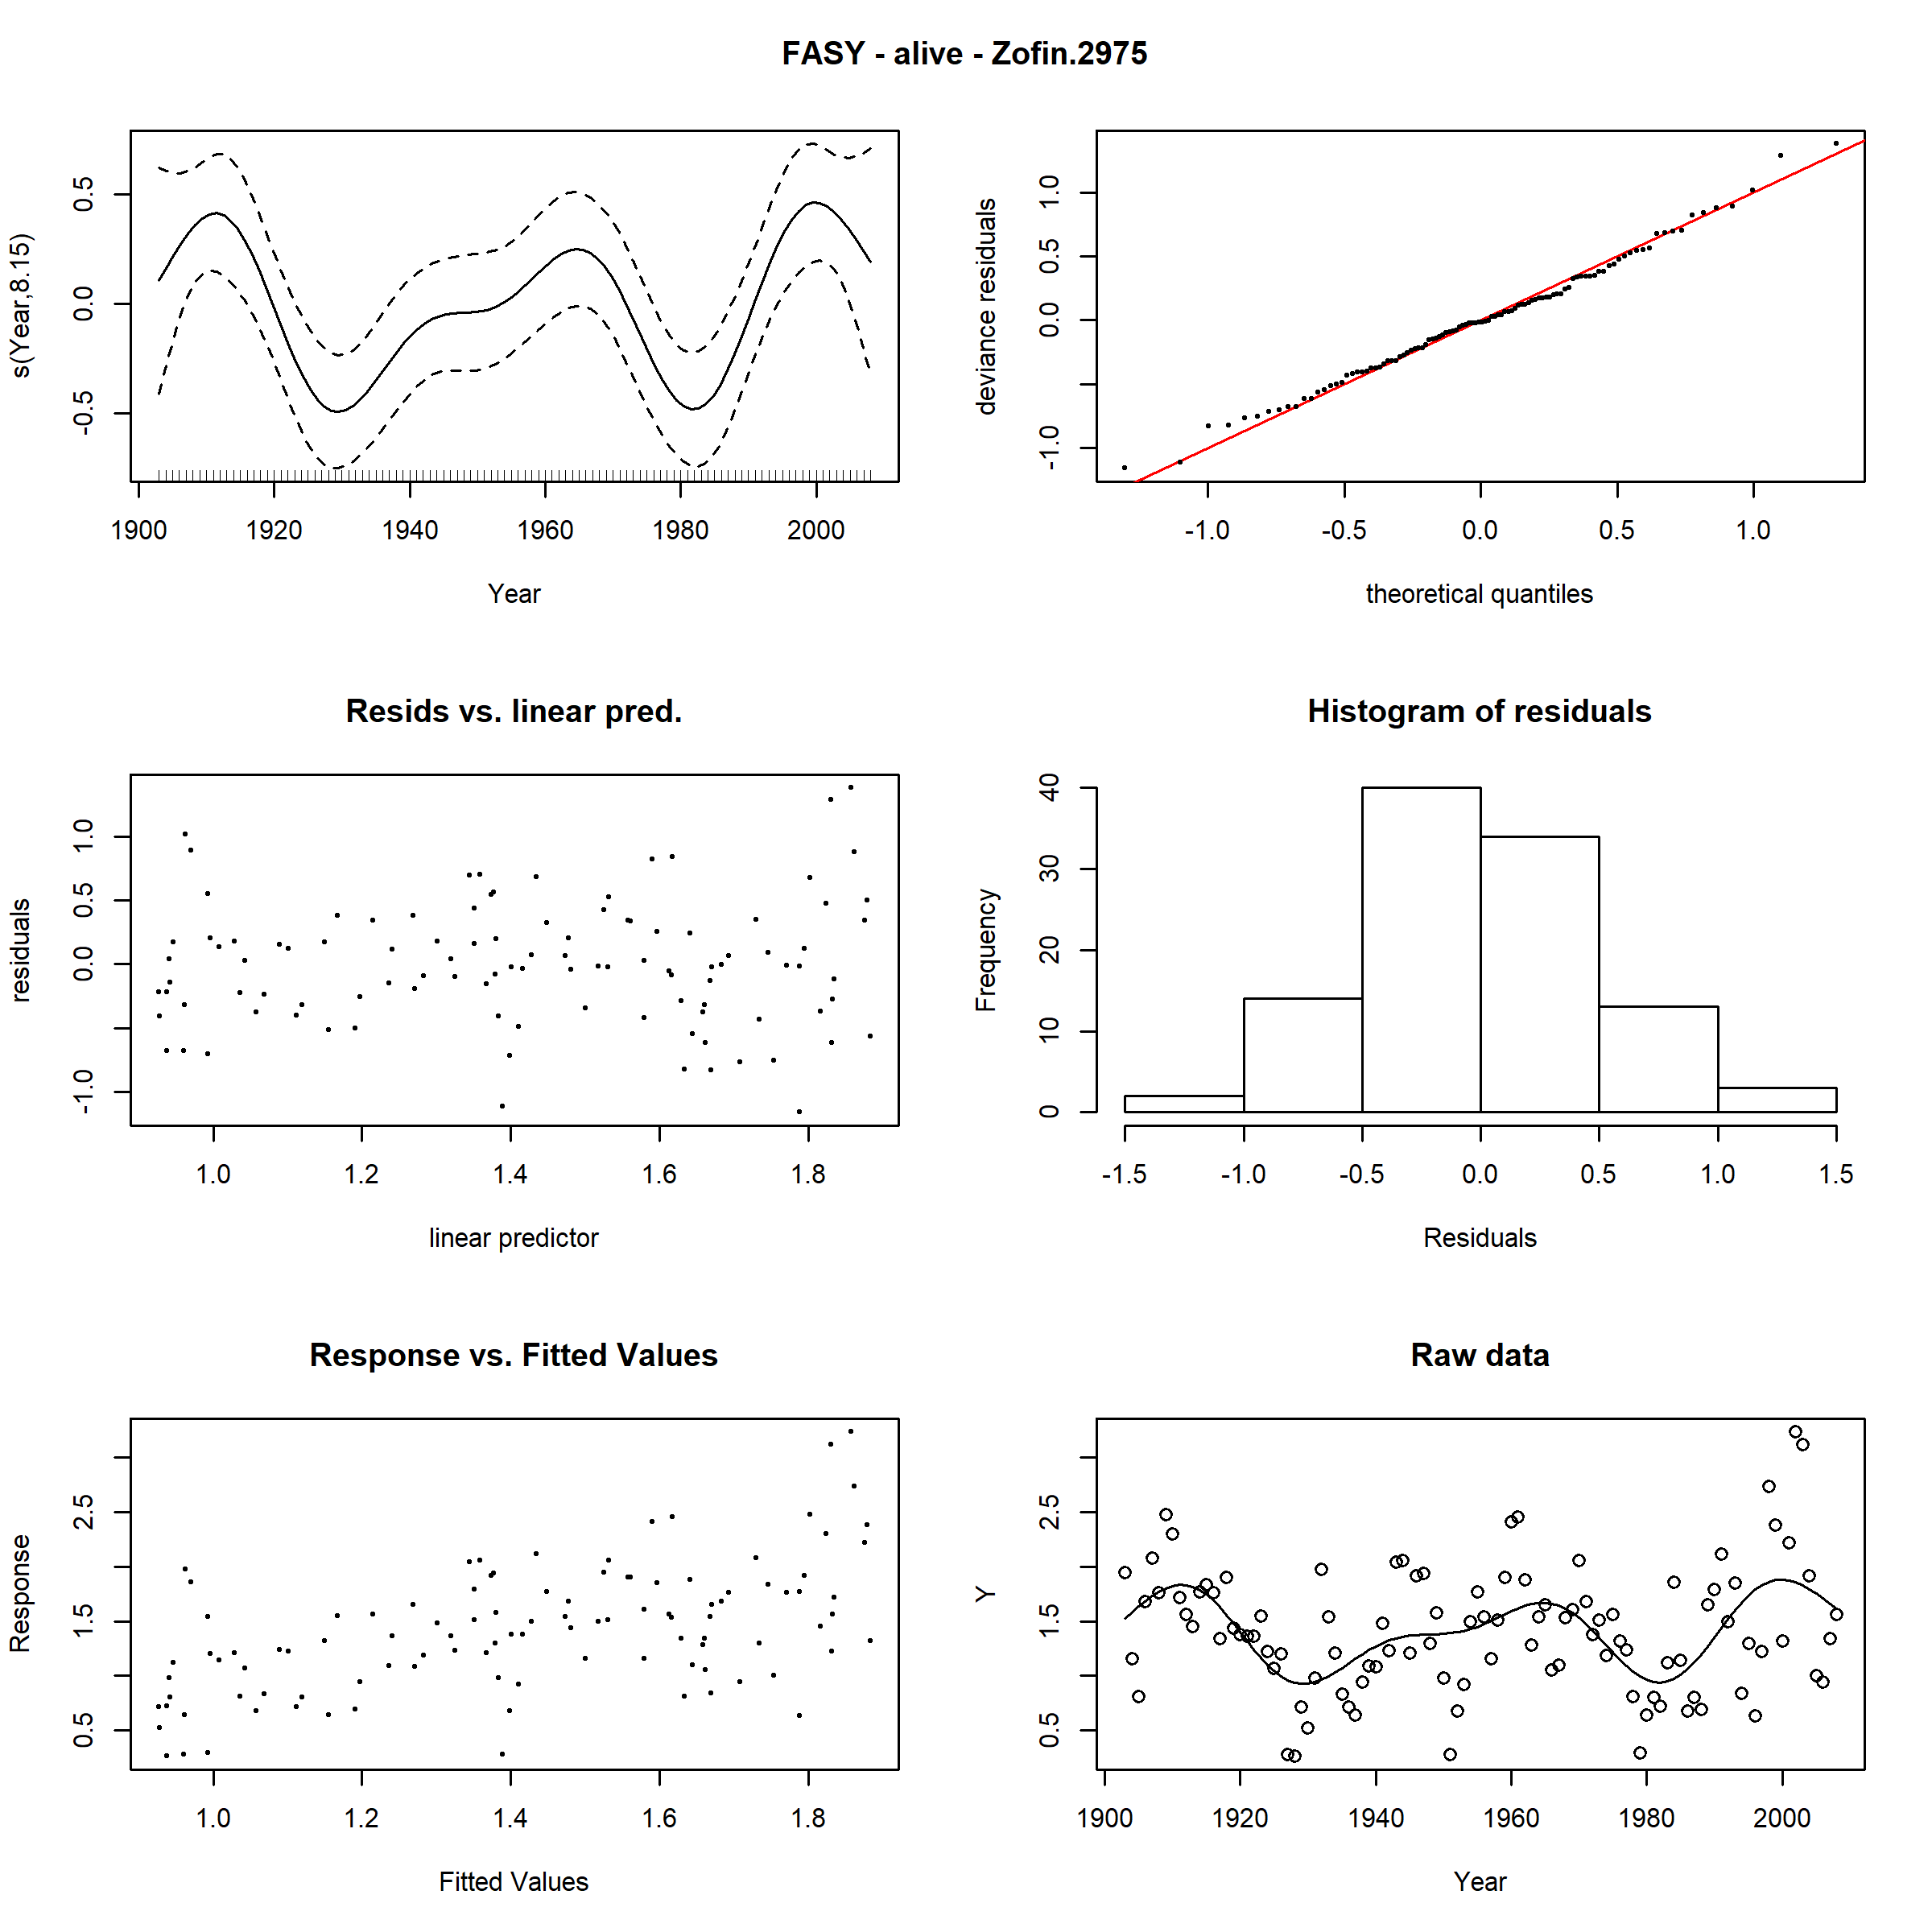 FASY - alive - Zofin.2975
s(Year,8.15)
0.5
0.0
-0.5
1900 1920 1940 1960 1980 2000
Year
deviance residuals
1.0
0.5
0.0
-1.0
-1.0 -0.5 0.0 0.5 1.0
theoretical quantiles
Resids vs. linear pred.
residuals
1.0
0.5
0.0
-1.0
1.0 1.2 1.4 1.6 1.8
linear predictor
Histogram of residuals
Frequency
40
30
20
10
0
-1.5 -1.0 -0.5 0.0 0.5 1.0 1.5
Residuals
Response vs. Fitted Values
Response
2.5
1.5
0.5
1.0 1.2 1.4 1.6 1.8
Fitted Values
Raw data
Y
2.5
1.5
0.5
1900 1920 1940 1960 1980 2000
Year